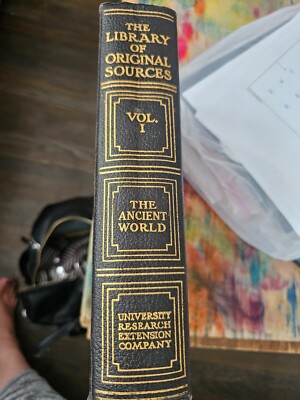 THE
LIBRARY
OF
ORIGINAL
SOURCES
VOL.
I
THE
ANCIENT
WORLD
UNIVERSITY
RESEARCH
EXTENSION
COMPANY